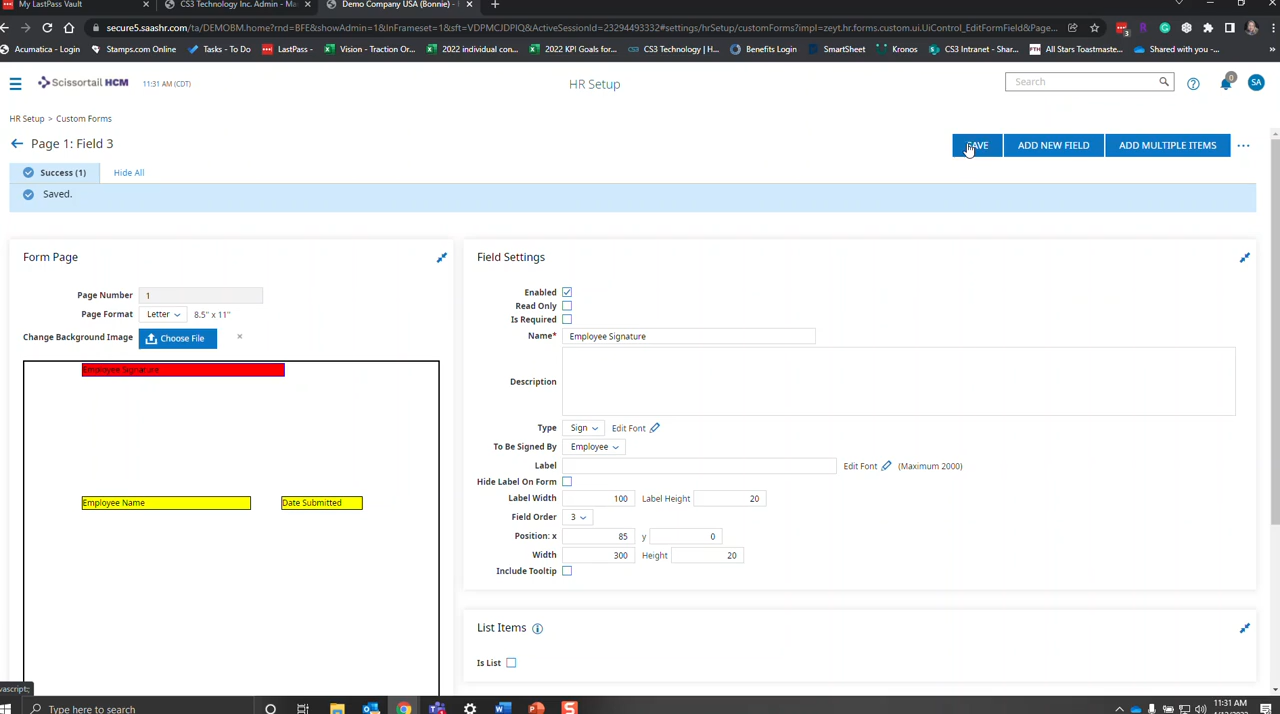 My LastPass Vault
CS3 Technology Inc. Admin - Ma
Demo Company USA (Bonnie) -
secure5.saashr.com/ta/DEMOBM.home?rnd=BFE&showAdmin=1&InFrameset=1&sft=VDPMCJDPIQ&ActiveSessionId=23294493332#settings/hrSetup/customForms?impl=zeyt.hr.forms.custom.ui.UiControl_EditFormField&Page...
Acumatica - Login
Stamps.com Online
Tasks - To Do
LastPass -
Vision - Traction Or...
2022 individual con...
2022 KPI Goals for...
CS3 Technology | H...
Benefits Login
SmartSheet
Kronos
CS3 Intranet - Shar...
All Stars Toastmaste...
Shared with you -...
Scissortail HCM
11:31 AM (CDT)
HR Setup
Search
0
SA
HR Setup > Custom Forms
Page 1: Field 3
SAVE
ADD NEW FIELD
ADD MULTIPLE ITEMS
Success (1)
Hide All
Saved.
Form Page
Page Number 1
Page Format Letter 8.5" x 11"
Change Background Image Choose File
Employee Signature
Employee Name
Date Submitted
Field Settings
Enabled
Read Only
Is Required
Name* Employee Signature
Description
Type Sign Edit Font
To Be Signed By Employee
Label Edit Font (Maximum 2000)
Hide Label On Form
Label Width 100 Label Height 20
Field Order 3
Position: x 85 y 0
Width 300 Height 20
Include Tooltip
List Items
Is List
vascript:;
Type here to search
11:31 AM